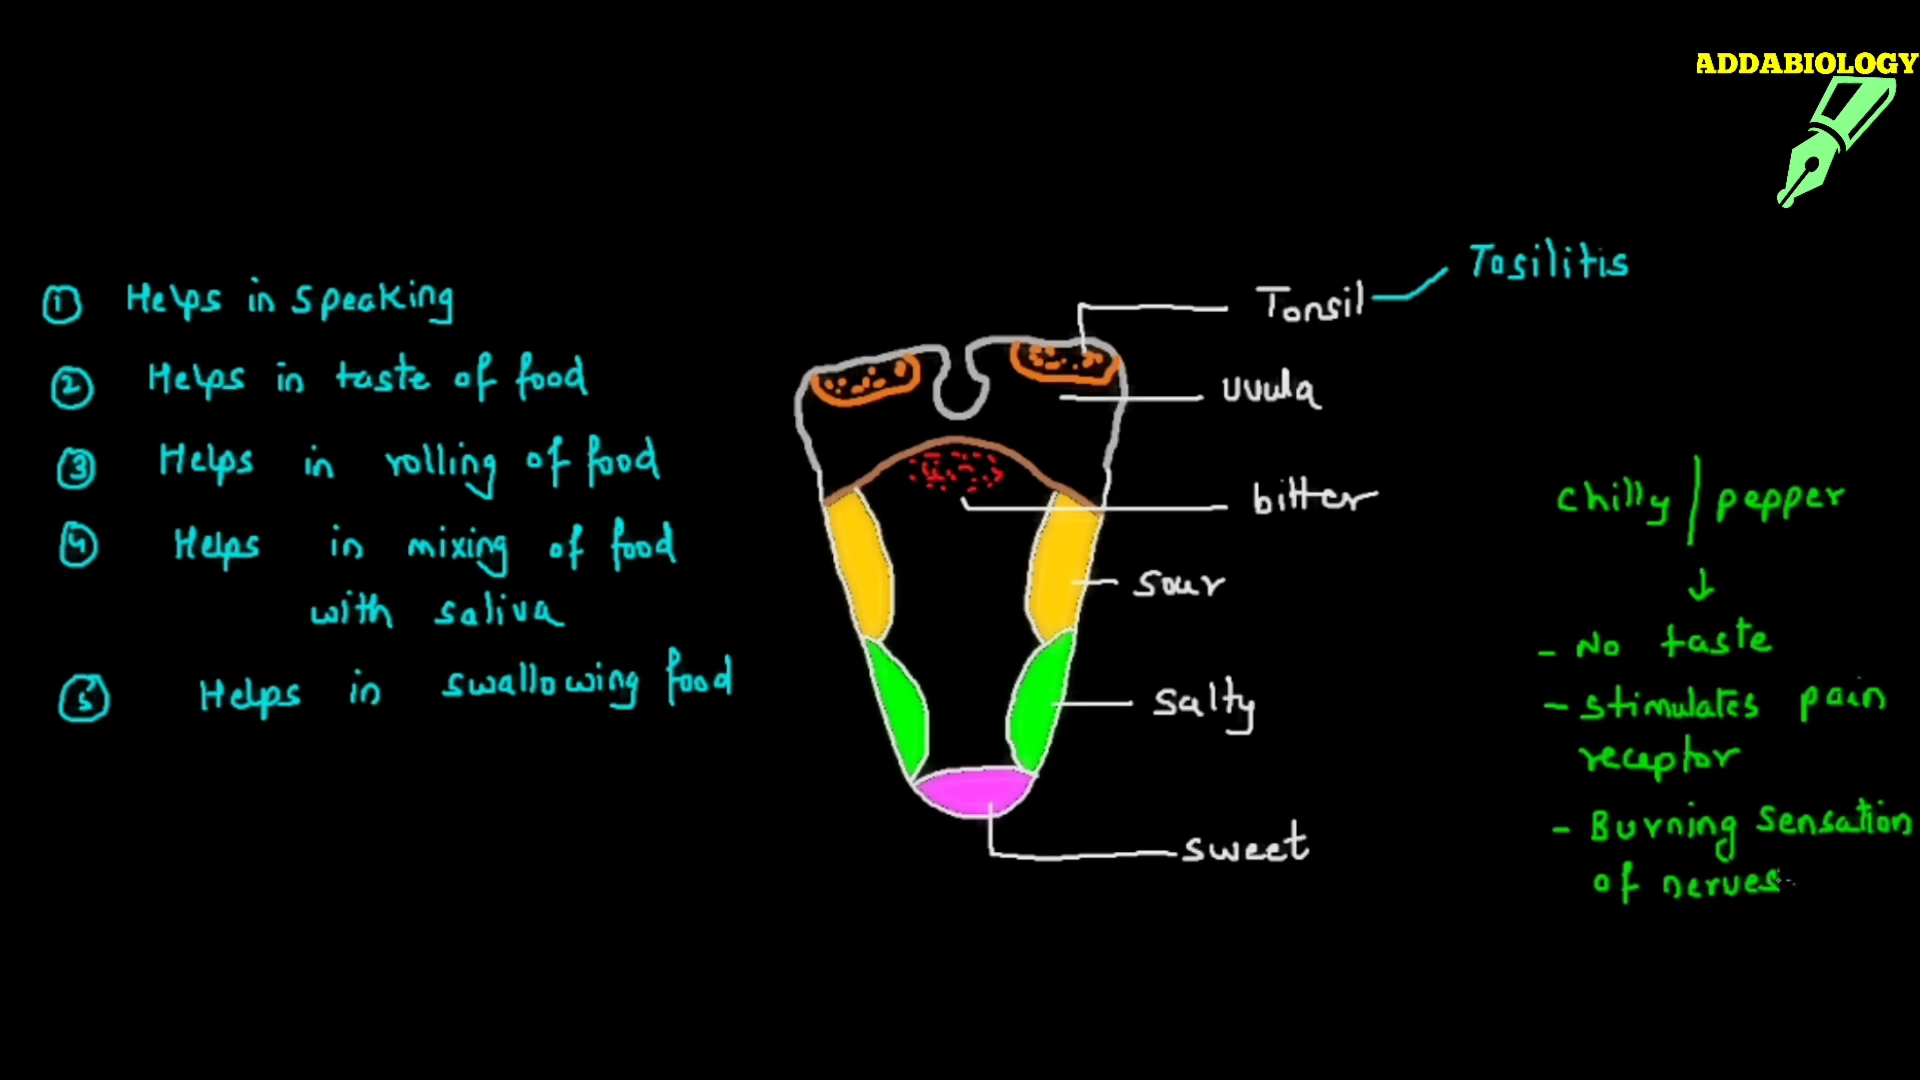 ADDABIOLOGY
① Helps in speaking
② Helps in taste of food
③ Helps in rolling of food
④ Helps in mixing of food
with saliva
⑤ Helps in swallowing food
Tonsil
Tosilitis
uvula
bitter
sour
salty
sweet
chilly | pepper
↓
- No taste
- stimulates pain
receptor
- Burning sensation
of nerves